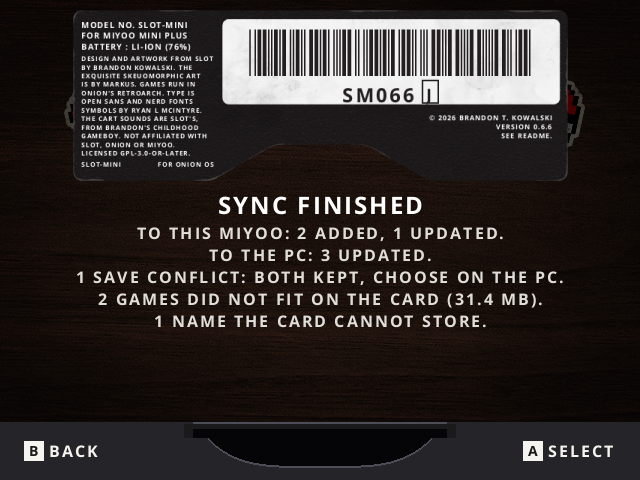 MODEL NO. SLOT-MINI
FOR MIYOO MINI PLUS
BATTERY : LI-ION (76%)
DESIGN AND ARTWORK FROM SLOT
BY BRANDON KOWALSKI. THE
EXQUISITE SKEUOMORPHIC ART
IS BY MARKUS. GAMES RUN IN
ONION'S RETROARCH. TYPE IS
OPEN SANS AND NERD FONTS
SYMBOLS BY RYAN L MCINTYRE.
THE CART SOUNDS ARE SLOT'S,
FROM BRANDON'S CHILDHOOD
GAMEBOY. NOT AFFILIATED WITH
SLOT, ONION OR MIYOO.
LICENSED GPL-3.0-OR-LATER.
SLOT-MINI FOR ONION OS
SM066 J
© 2026 BRANDON T. KOWALSKI
VERSION 0.6.6
SEE README.
SYNC FINISHED
TO THIS MIYOO: 2 ADDED, 1 UPDATED.
TO THE PC: 3 UPDATED.
1 SAVE CONFLICT: BOTH KEPT, CHOOSE ON THE PC.
2 GAMES DID NOT FIT ON THE CARD (31.4 MB).
1 NAME THE CARD CANNOT STORE.
B BACK
A SELECT